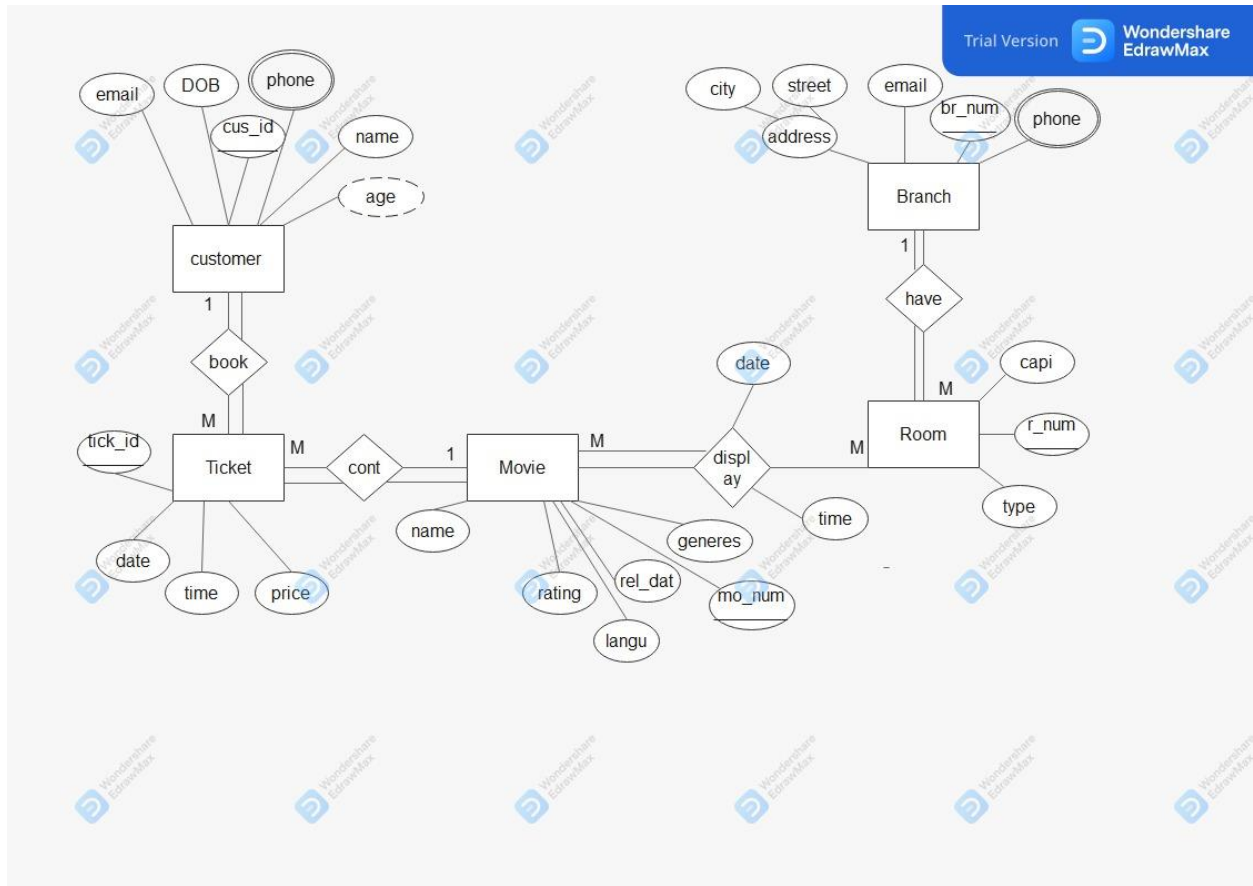 Trial Version
Wondershare
EdrawMax
email
DOB
phone
cus_id
name
age
customer
1
book
M
city
street
email
br_num
phone
address
Branch
1
have
M
date
capi
tick_id
Ticket
M
cont
1
Movie
M
displ
ay
M
Room
r_num
type
time
name
generes
date
time
price
rating
rel_dat
mo_num
langu
Wondershare
EdrawMax